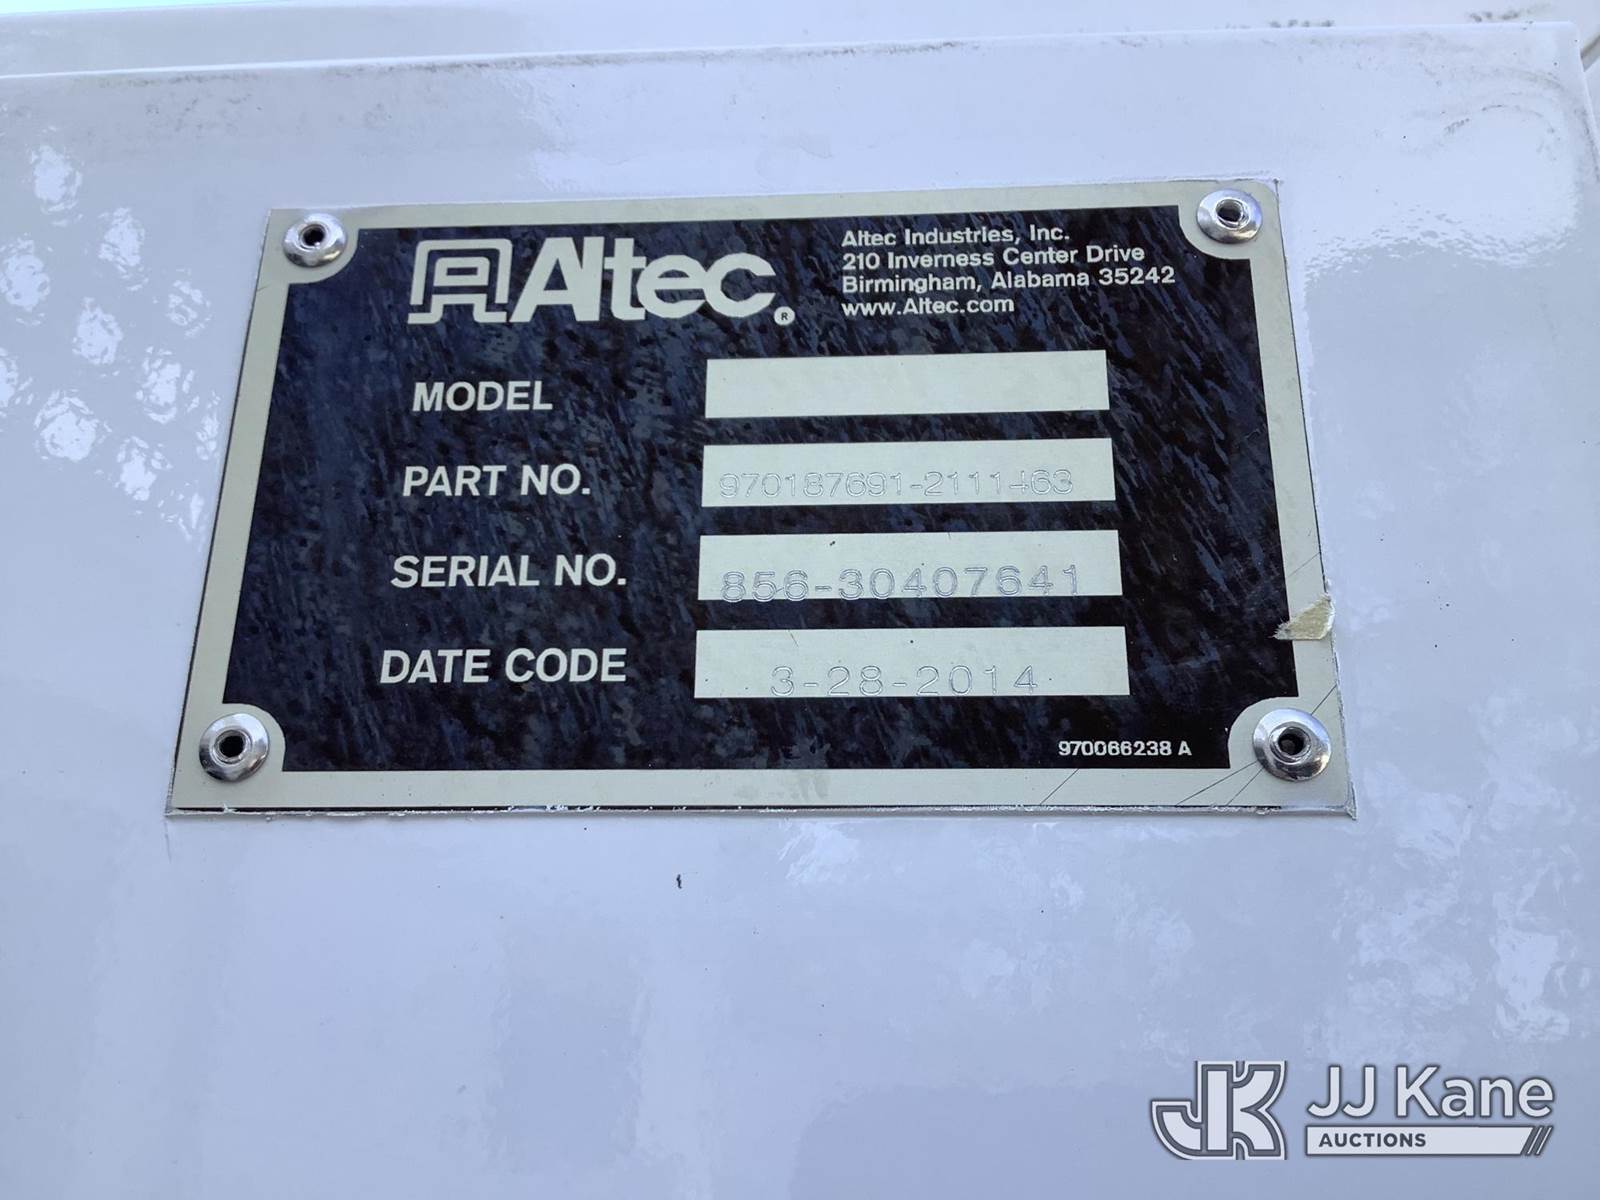 Altec®
Altec Industries, Inc.
210 Inverness Center Drive
Birmingham, Alabama 35242
www.Altec.com
MODEL
PART NO. 970187691-2111463
SERIAL NO. 856-30407641
DATE CODE 3-28-2014
970066238 A
JK JJ Kane
AUCTIONS